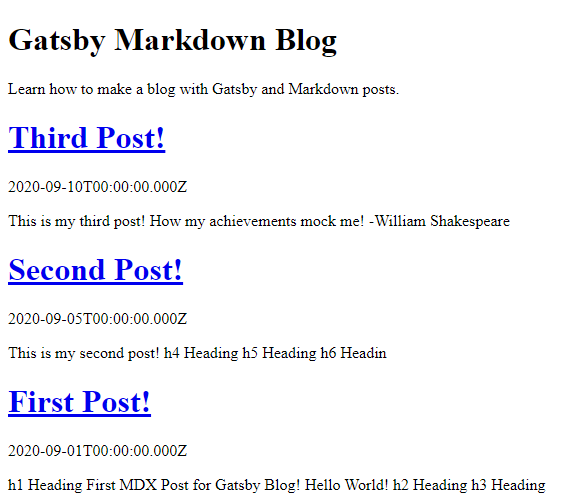 Gatsby Markdown Blog
Learn how to make a blog with Gatsby and Markdown posts.
Third Post!
2020-09-10T00:00:00.000Z
This is my third post! How my achievements mock me! -William Shakespeare
Second Post!
2020-09-05T00:00:00.000Z
This is my second post! h4 Heading h5 Heading h6 Headin
First Post!
2020-09-01T00:00:00.000Z
h1 Heading First MDX Post for Gatsby Blog! Hello World! h2 Heading h3 Heading